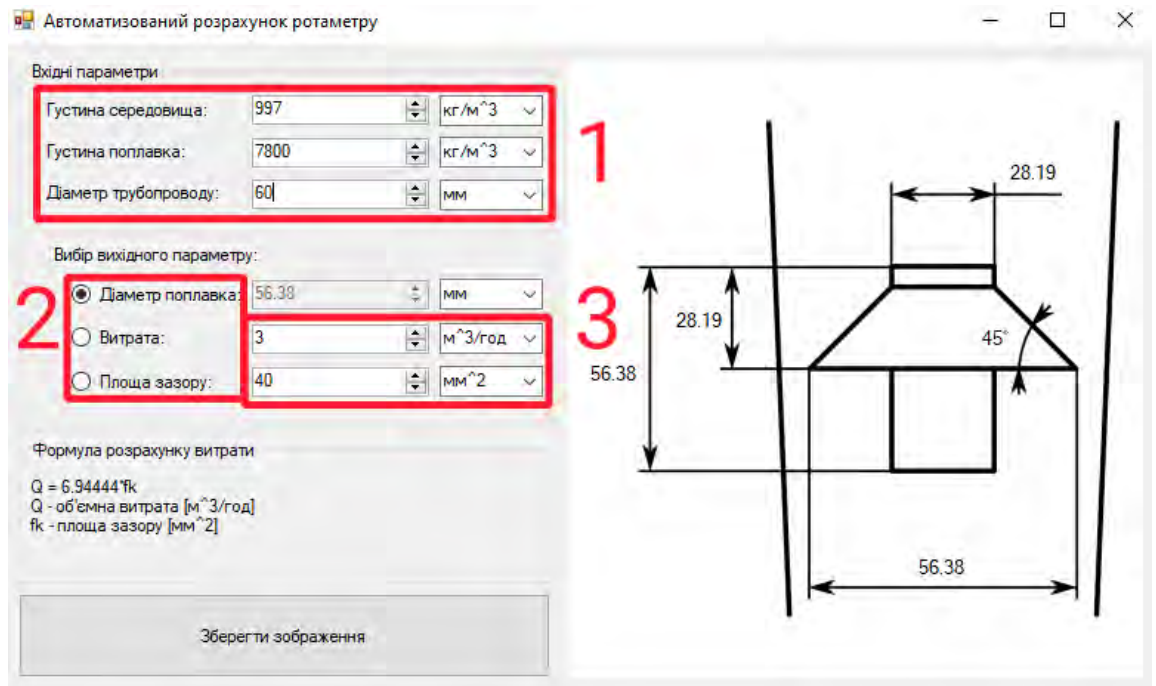 Автоматизований розрахунок ротаметру
Вхідні параметри
Густина середовища: 997 кг/м^3
Густина поплавка: 7800 кг/м^3
Діаметр трубопроводу: 60 мм
1
Вибір вихідного параметру:
2
Діаметр поплавка: 56.38 мм
Витрата: 3 м^3/год
Площа зазору: 40 мм^2
3
Формула розрахунку витрати
Q = 6.94444*fk
Q - об'ємна витрата [м^3/год]
fk - площа зазору [мм^2]
Зберегти зображення
28.19
28.19
45°
56.38
56.38